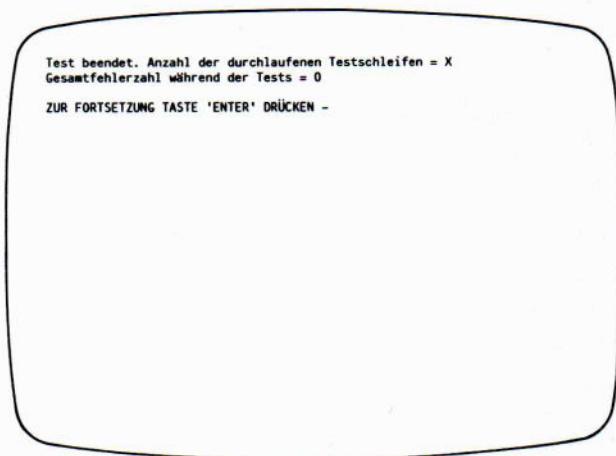 Test beendet. Anzahl der durchlaufenen Testschleifen = X
Gesamtfehlerzahl während der Tests = 0
ZUR FORTSETZUNG TASTE 'ENTER' DRÜCKEN -